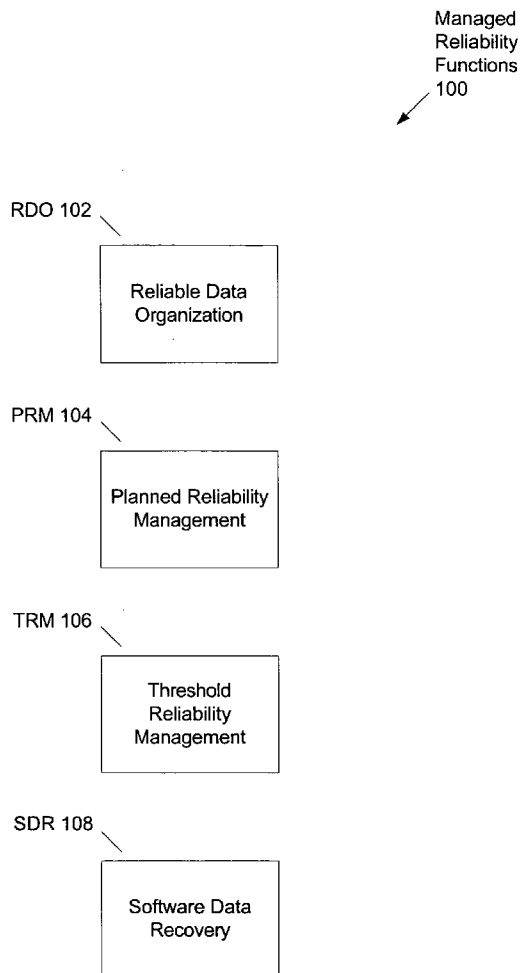 Managed
Reliability
Functions
100
RDO 102
Reliable Data
Organization
PRM 104
Planned Reliability
Management
TRM 106
Threshold
Reliability
Management
SDR 108
Software Data
Recovery